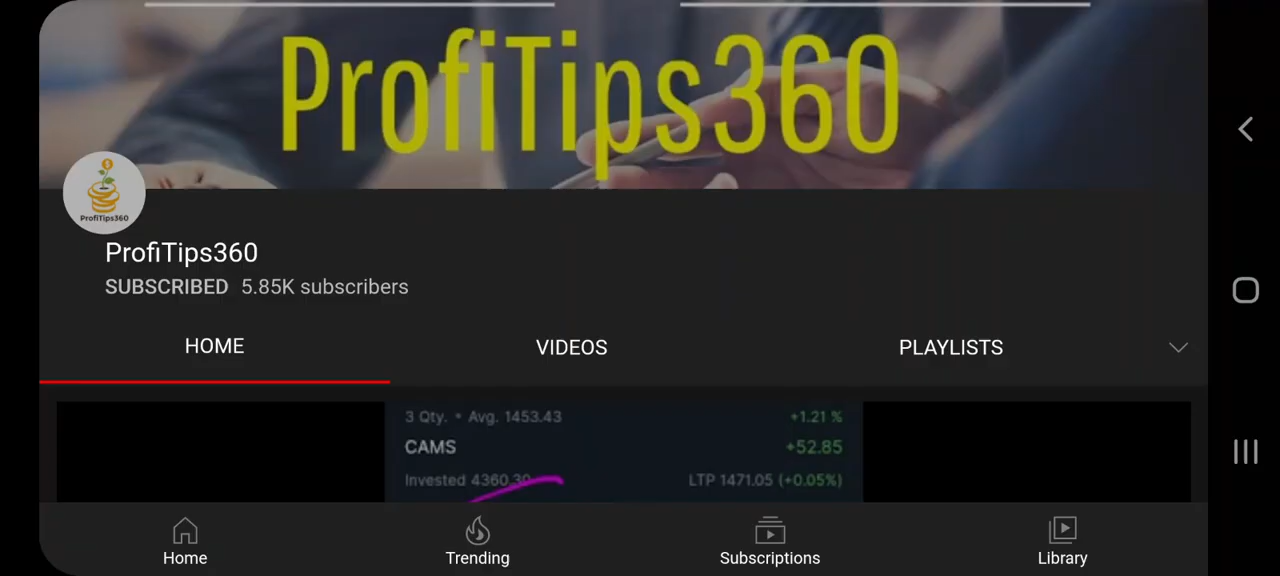 ProfiTips360
ProfiTips360
ProfiTips360
SUBSCRIBED 5.85K subscribers
HOME VIDEOS PLAYLISTS
3 Qty. • Avg. 1453.43 +1.21 %
CAMS +52.85
Invested 4360.30 LTP 1471.05 (+0.05%)
Home Trending Subscriptions Library